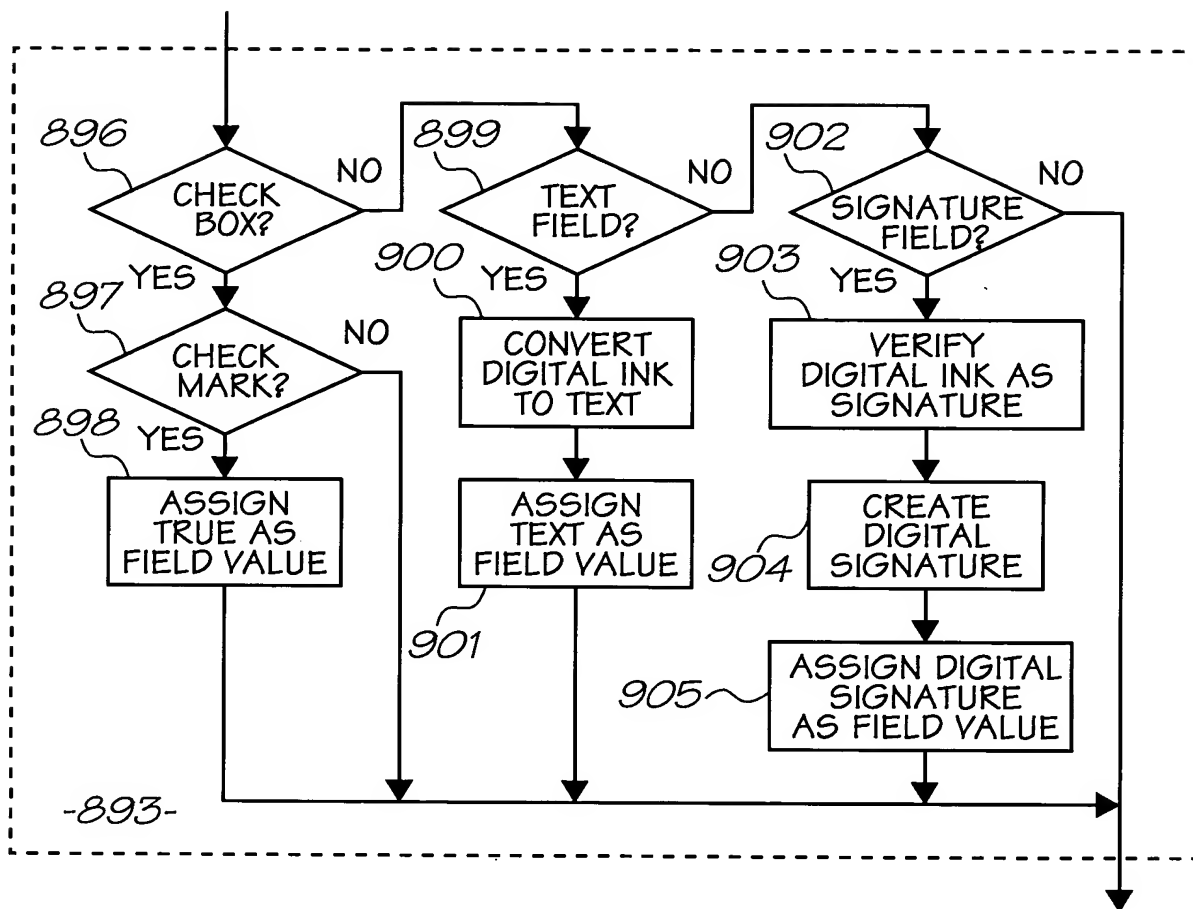 896
CHECK
BOX?
NO
YES
897
CHECK
MARK?
NO
YES
898
ASSIGN
TRUE AS
FIELD VALUE
899
TEXT
FIELD?
NO
YES
900
CONVERT
DIGITAL INK
TO TEXT
ASSIGN
TEXT AS
FIELD VALUE
901
902
SIGNATURE
FIELD?
NO
YES
903
VERIFY
DIGITAL INK AS
SIGNATURE
CREATE
DIGITAL
SIGNATURE
904
ASSIGN DIGITAL
SIGNATURE
AS FIELD VALUE
905
-893-